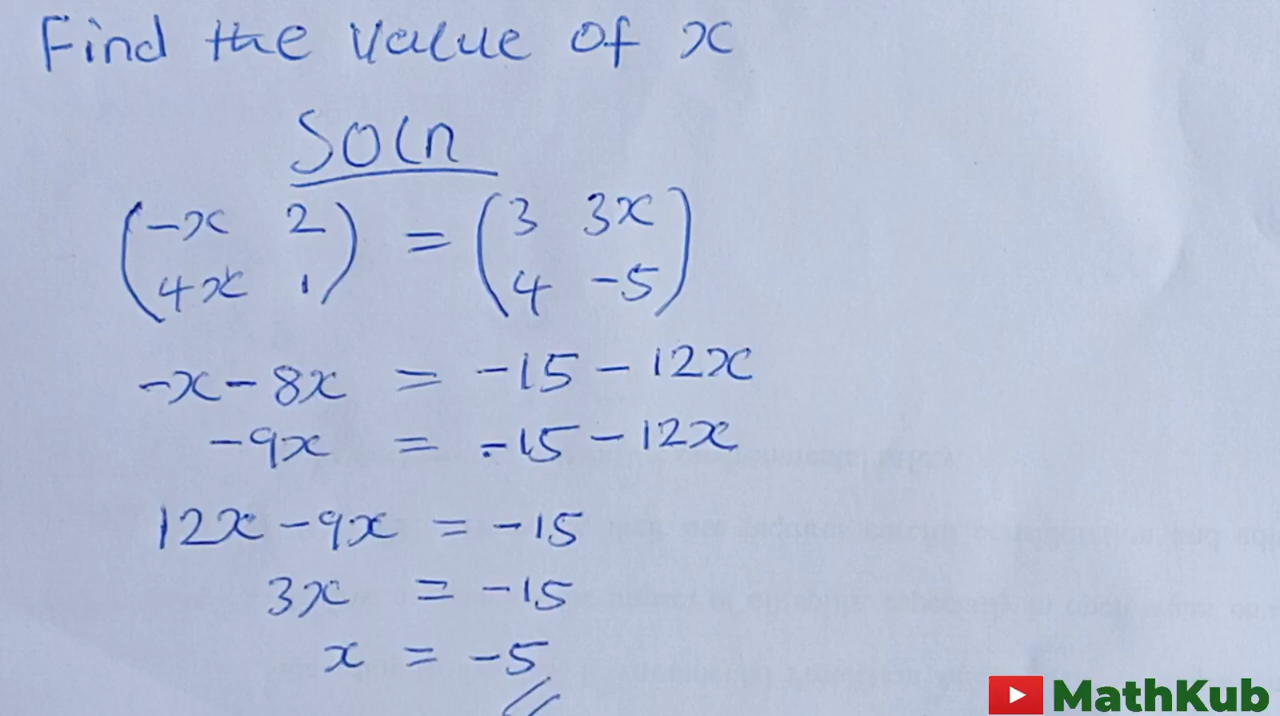 Find the value of x
Soln
(-x 2) = (3 3x)
(4x 1) (4 -5)
-x - 8x = -15 - 12x
-9x = -15 - 12x
12x - 9x = -15
3x = -15
x = -5
MathKub